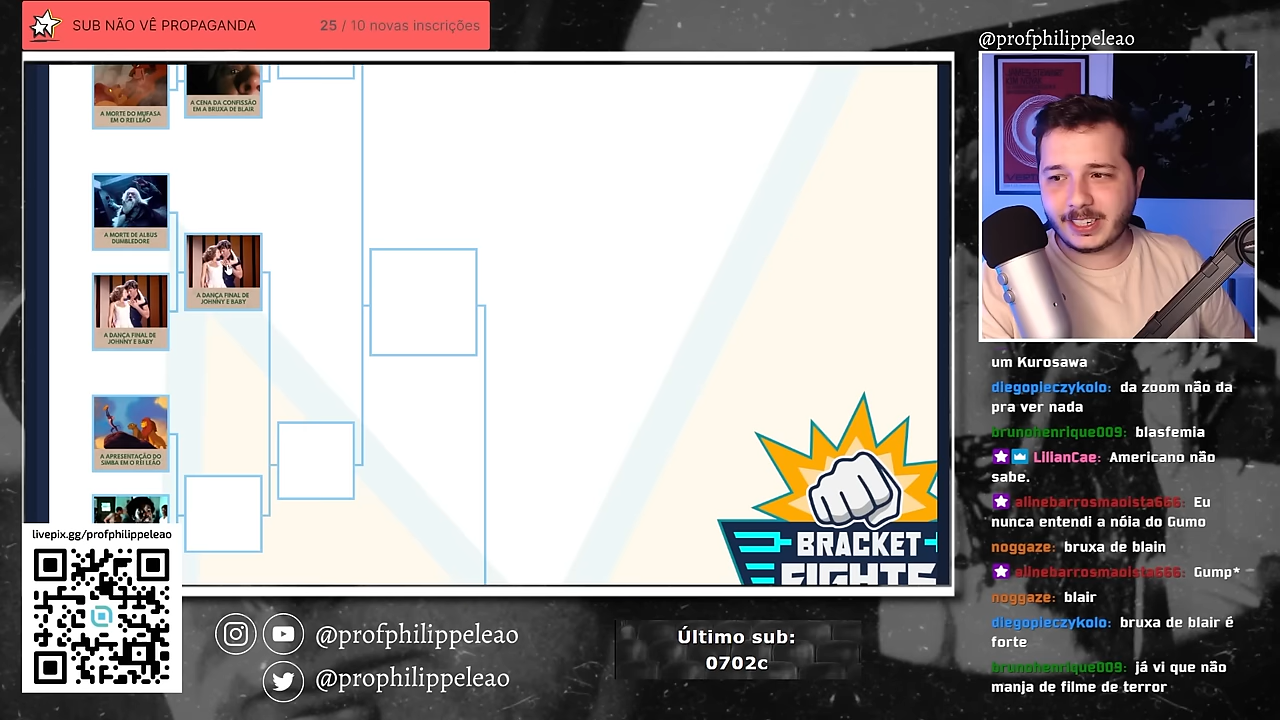 SUB NÃO VÊ PROPAGANDA
25 / 10 novas inscrições
@profphilippeleao
A MORTE DO MUFASA
EM O REI LEÃO
A CENA DA CONFISSÃO
EM A BRUXA DE BLAIR
A MORTE DE ALBUS
DUMBLEDORE
A DANÇA FINAL DE
JOHNNY E BABY
A DANÇA FINAL DE
JOHNNY E BABY
A APRESENTAÇÃO DO
SIMBA EM O REI LEÃO
livepix.gg/profphilippeleao
BRACKET
FIGHTS
@profphilippeleao
@prophilippeleao
Último sub:
0702c
um Kurosawa
diegopieczykolo: da zoom não da
pra ver nada
brunohenrique009: blasfemia
LilianCae: Americano não
sabe.
alinebarrosmaoista666: Eu
nunca entendi a nóia do Gumo
noggaze: bruxa de blain
alinebarrosmaoista666: Gump*
noggaze: blair
diegopieczykolo: bruxa de blair é
forte
brunohenrique009: já vi que não
manja de filme de terror